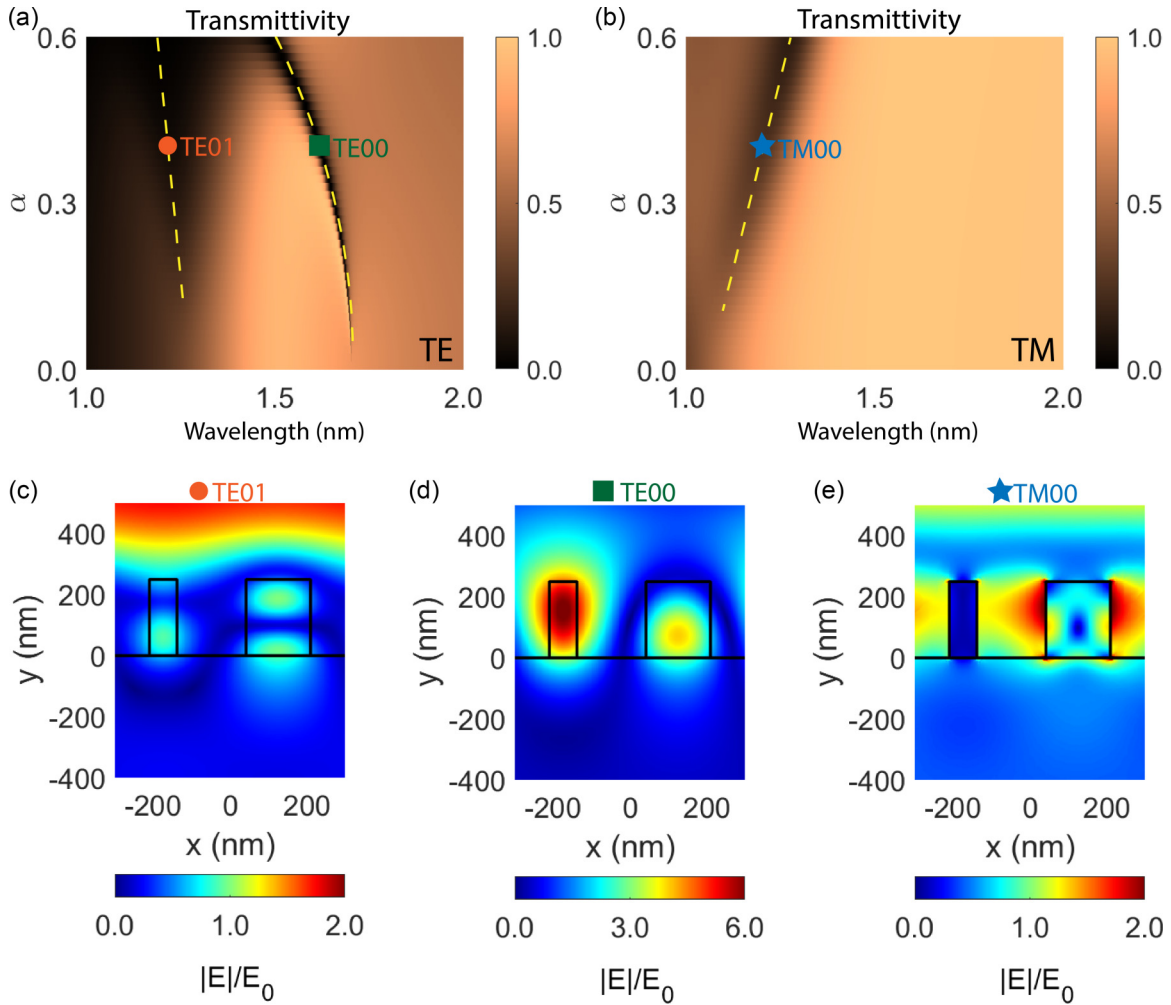 (a)
Transmittivity
0.6
0.3
0.0
α
TE01
TE00
TE
1.0
1.5
2.0
Wavelength (nm)
1.0
0.5
0.0
(b)
Transmittivity
0.6
0.3
0.0
α
TM00
TM
1.0
1.5
2.0
Wavelength (nm)
1.0
0.5
0.0
(c)
TE01
400
200
0
-200
-400
y (nm)
-200
0
200
x (nm)
0.0
1.0
2.0
|E|/E0
(d)
TE00
400
200
0
-200
-400
y (nm)
-200
0
200
x (nm)
0.0
3.0
6.0
|E|/E0
(e)
TM00
400
200
0
-200
-400
y (nm)
-200
0
200
x (nm)
0.0
1.0
2.0
|E|/E0